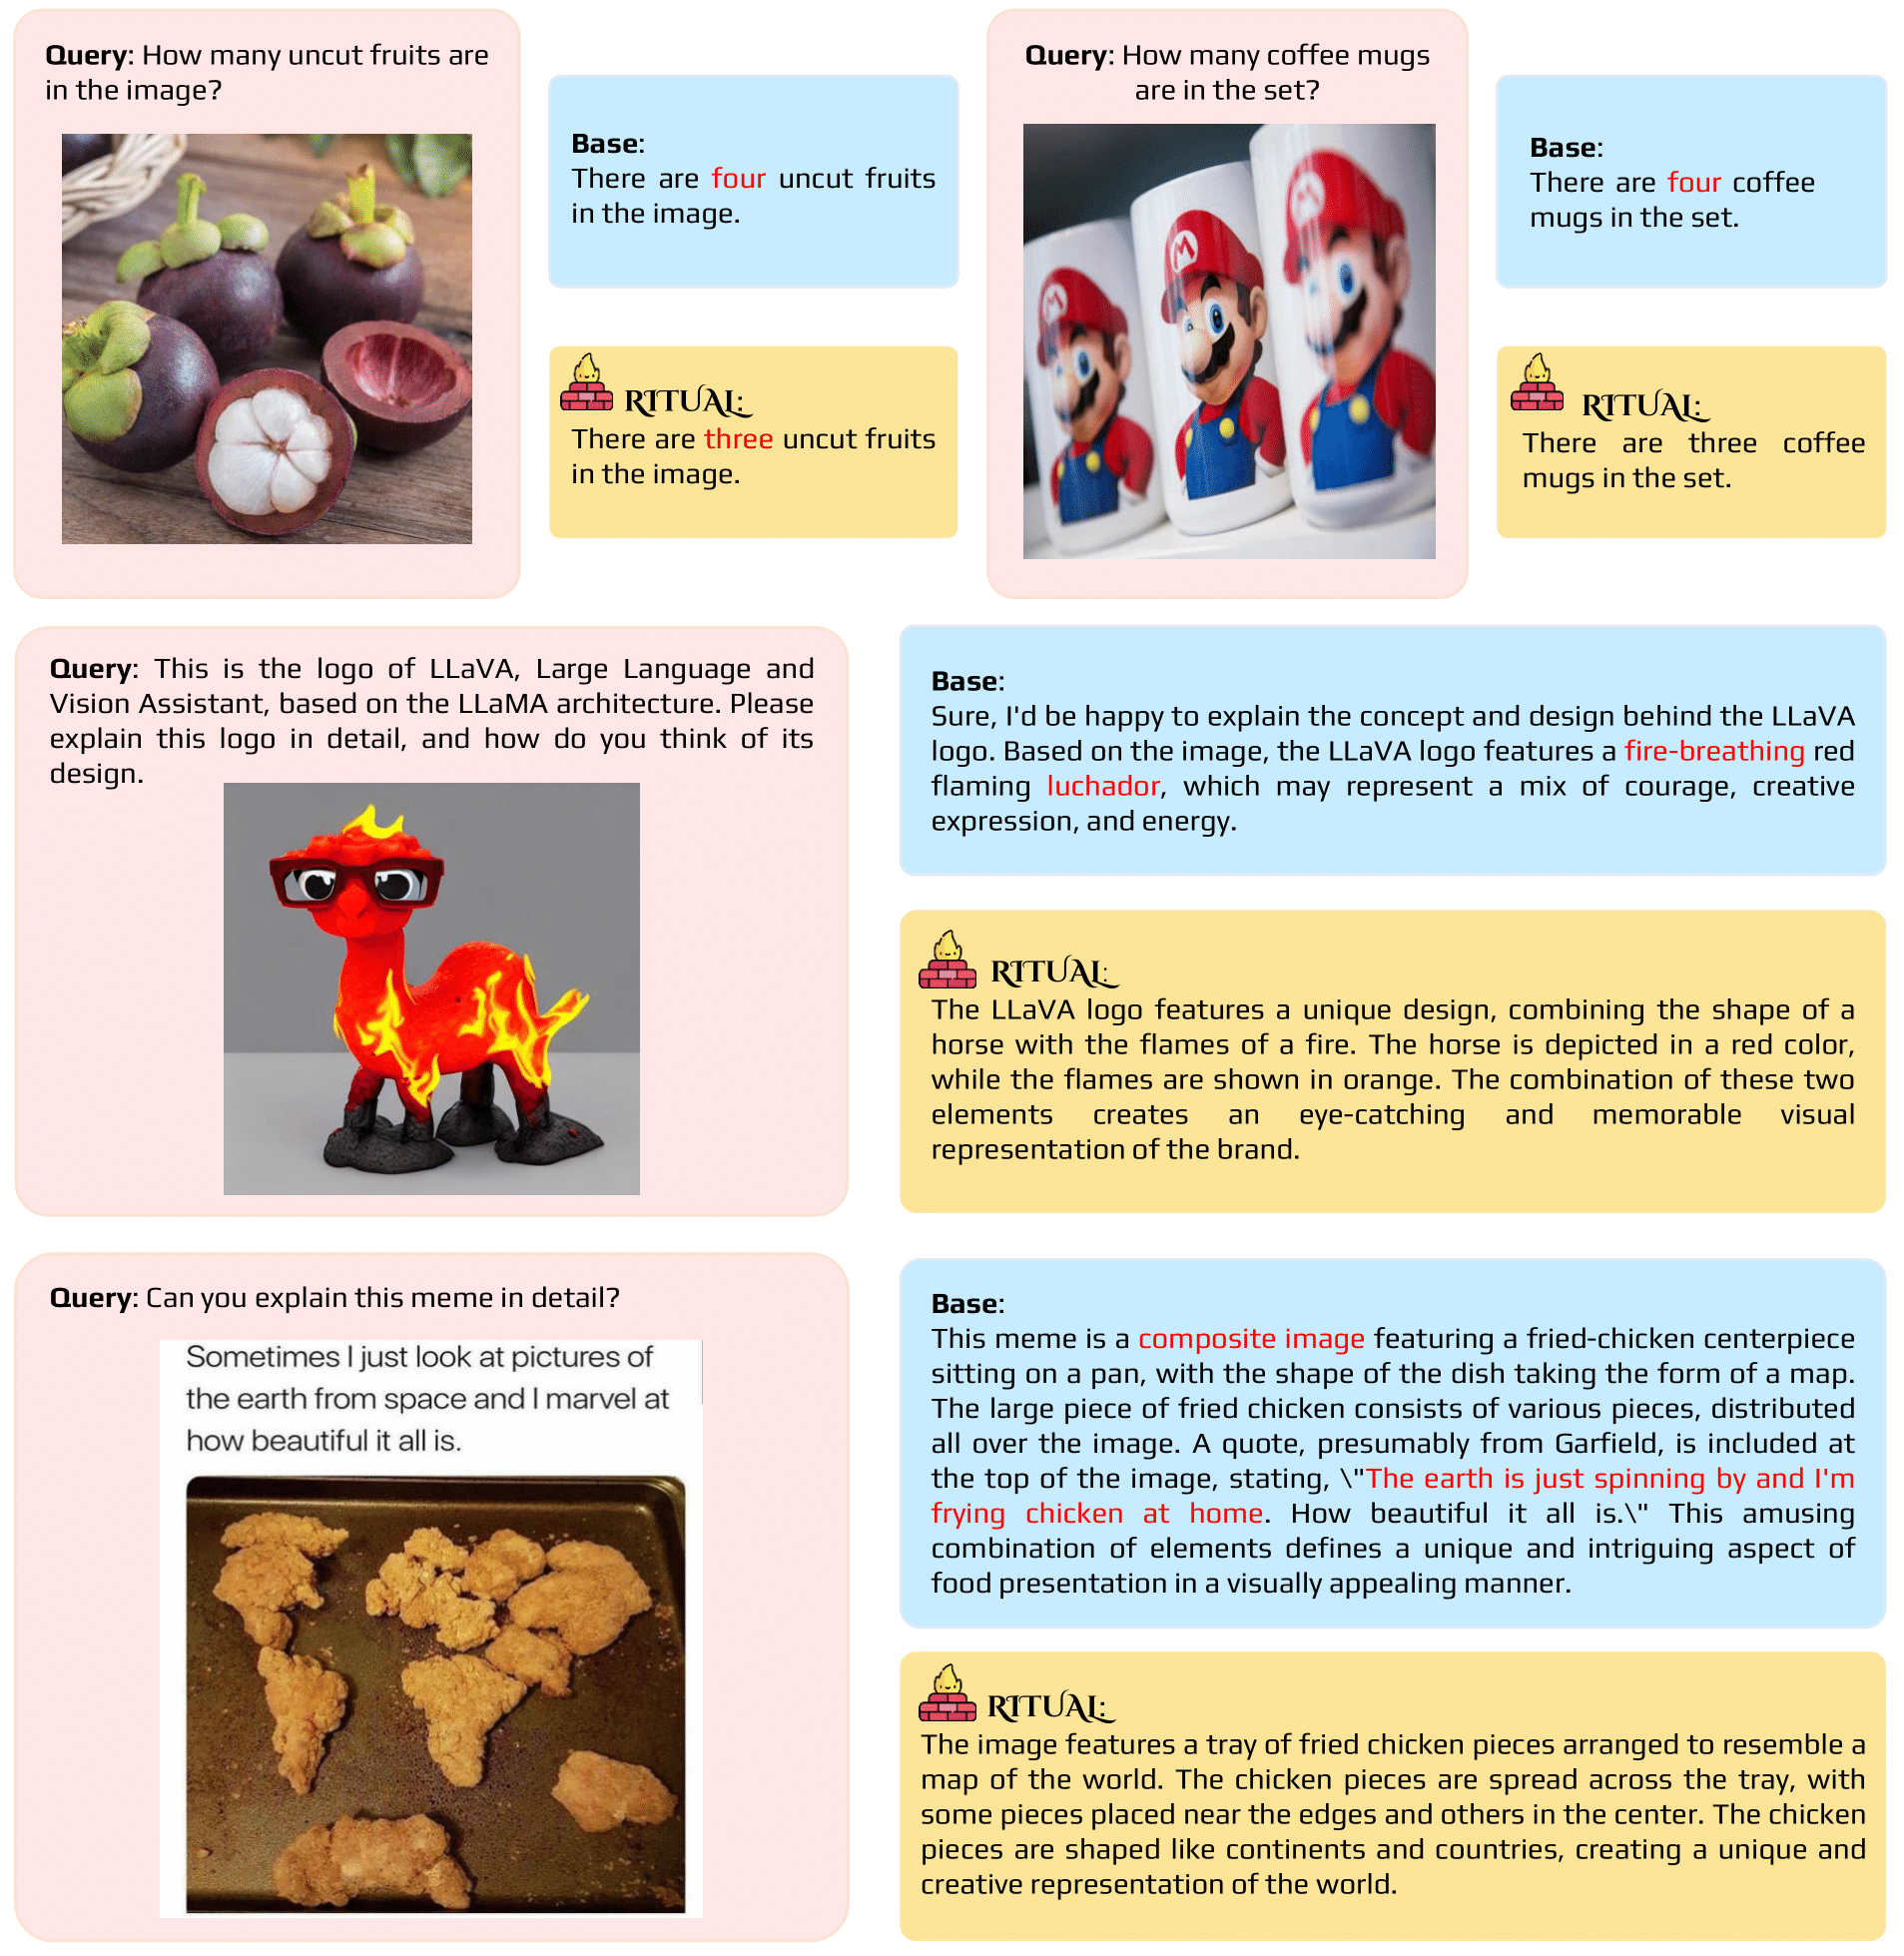 Query: How many uncut fruits are
in the image?
Base:
There are four uncut fruits
in the image.
RITUAL:
There are three uncut fruits
in the image.
Query: How many coffee mugs
are in the set?
M
M
M
Base:
There are four coffee
mugs in the set.
RITUAL:
There are three coffee
mugs in the set.
Query: This is the logo of LLaVA, Large Language and
Vision Assistant, based on the LLaMA architecture. Please
explain this logo in detail, and how do you think of its
design.
Base:
Sure, I'd be happy to explain the concept and design behind the LLaVA
logo. Based on the image, the LLaVA logo features a fire-breathing red
flaming luchador, which may represent a mix of courage, creative
expression, and energy.
RITUAL:
The LLaVA logo features a unique design, combining the shape of a
horse with the flames of a fire. The horse is depicted in a red color,
while the flames are shown in orange. The combination of these two
elements creates an eye-catching and memorable visual
representation of the brand.
Query: Can you explain this meme in detail?
Sometimes I just look at pictures of
the earth from space and I marvel at
how beautiful it all is.
Base:
This meme is a composite image featuring a fried-chicken centerpiece
sitting on a pan, with the shape of the dish taking the form of a map.
The large piece of fried chicken consists of various pieces, distributed
all over the image. A quote, presumably from Garfield, is included at
the top of the image, stating, \"The earth is just spinning by and I'm
frying chicken at home. How beautiful it all is.\" This amusing
combination of elements defines a unique and intriguing aspect of
food presentation in a visually appealing manner.
RITUAL:
The image features a tray of fried chicken pieces arranged to resemble a
map of the world. The chicken pieces are spread across the tray, with
some pieces placed near the edges and others in the center. The chicken
pieces are shaped like continents and countries, creating a unique and
creative representation of the world.